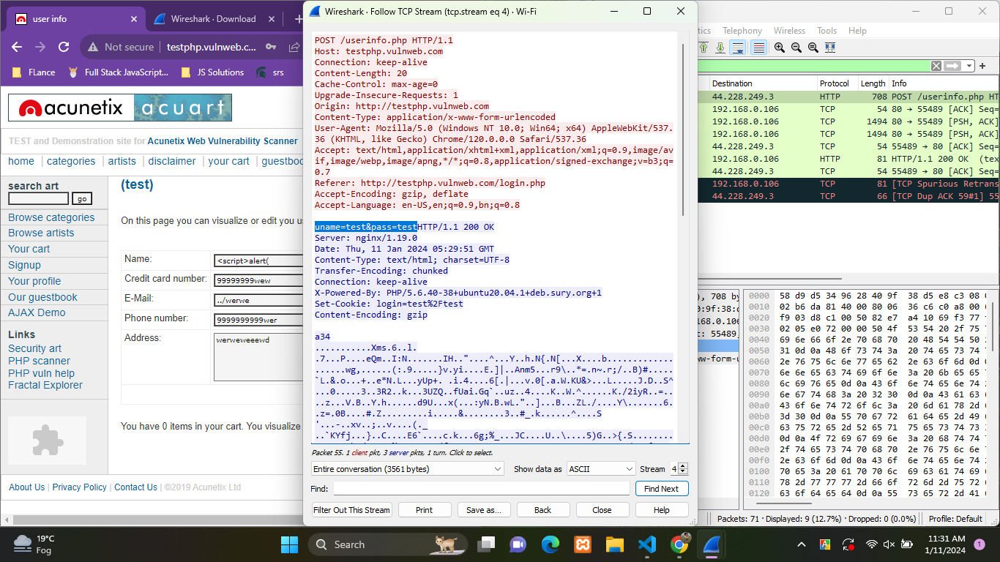 user info
Wireshark · Download
Not secure
testphp.vulnweb.c...
FLance
Full Stack JavaScript...
JS Solutions
srs
acunetix
acuart
TEST and Demonstration site for Acunetix Web Vulnerability Scanner
home | categories | artists | disclaimer | your cart | guestboo
search art
go
Browse categories
Browse artists
Your cart
Signup
Your profile
Our guestbook
AJAX Demo
Links
Security art
PHP scanner
PHP vuln help
Fractal Explorer
(test)
On this page you can visualize or edit you us
Name:
<script>alert(
Credit card number:
99999999wew
E-Mail:
../werwe
Phone number:
9999999999wer
Address:
werweweeewd
You have 0 items in your cart. You visualize
About Us | Privacy Policy | Contact Us | ©2019 Acunetix Ltd
Wireshark · Follow TCP Stream (tcp.stream eq 4) · Wi-Fi
POST /userinfo.php HTTP/1.1
Host: testphp.vulnweb.com
Connection: keep-alive
Content-Length: 20
Cache-Control: max-age=0
Upgrade-Insecure-Requests: 1
Origin: http://testphp.vulnweb.com
Content-Type: application/x-www-form-urlencoded
User-Agent: Mozilla/5.0 (Windows NT 10.0; Win64; x64) AppleWebKit/537.
36 (KHTML, like Gecko) Chrome/120.0.0.0 Safari/537.36
Accept: text/html,application/xhtml+xml,application/xml;q=0.9,image/av
if,image/webp,image/apng,*/*;q=0.8,application/signed-exchange;v=b3;q=
0.7
Referer: http://testphp.vulnweb.com/login.php
Accept-Encoding: gzip, deflate
Accept-Language: en-US,en;q=0.9,bn;q=0.8
uname=test&pass=testHTTP/1.1 200 OK
Server: nginx/1.19.0
Date: Thu, 11 Jan 2024 05:29:51 GMT
Content-Type: text/html; charset=UTF-8
Transfer-Encoding: chunked
Connection: keep-alive
X-Powered-By: PHP/5.6.40-38+ubuntu20.04.1+deb.sury.org+1
Set-Cookie: login=test%2Ftest
Content-Encoding: gzip
a34
...........Xms.6..l.
Packet 55. 1 client pkt, 3 server pkts, 1 turn. Click to select.
Entire conversation (3561 bytes)
Show data as
ASCII
Stream
4
Find:
Find Next
Filter Out This Stream
Print
Save as...
Back
Close
Help
tics
Telephony
Wireless
Tools
Help
Destination Protocol Length Info
44.228.249.3 HTTP 708 POST /userinfo.php HT
192.168.0.106 TCP 54 80 → 55489 [ACK] Seq=
192.168.0.106 TCP 1494 80 → 55489 [PSH, ACK]
192.168.0.106 TCP 1494 80 → 55489 [PSH, ACK]
44.228.249.3 TCP 54 55489 → 80 [ACK] Seq=
192.168.0.106 HTTP 81 HTTP/1.1 200 OK (tex
44.228.249.3 TCP 54 55489 → 80 [ACK] Seq=
192.168.0.106 TCP 81 [TCP Spurious Retrans
44.228.249.3 TCP 66 [TCP Dup ACK 59#1] 55
), 708 by
0:9f:38:d
68.0.106
t: 55489,
ww-form-u
0000 58 d9 d5 34 96 28 40 9f 38 d5 e8 c3 08 0
0010 02 b6 da 81 40 00 80 06 36 c6 c0 a8 00 6
0020 f9 03 d8 c1 00 50 82 e7 a4 10 69 f3 77 f
0030 02 05 e0 72 00 00 50 4f 53 54 20 2f 75 7
0040 69 6e 66 6f 2e 70 68 70 20 48 54 54 50 2
0050 31 0d 0a 48 6f 73 74 3a 20 74 65 73 74 7
0060 2e 76 75 6c 6e 77 65 62 2e 63 6f 6d 0d 0
0070 6f 6e 6e 65 63 74 69 6f 6e 3a 20 6b 65 6
0080 6c 69 76 65 0d 0a 43 6f 6e 74 65 6e 74 2
0090 6e 67 74 68 3a 20 32 30 0d 0a 43 61 63 6
00a0 43 6f 6e 74 72 6f 6c 3a 20 6d 61 78 2d 6
00b0 3d 30 0d 0a 55 70 67 72 61 64 65 2d 49 6
00c0 63 75 72 65 2d 52 65 71 75 65 73 74 73 3
00d0 0d 0a 4f 72 69 67 69 6e 3a 20 68 74 74 7
00e0 2f 74 65 73 74 70 68 70 2e 76 75 6c 6e 7
00f0 2e 63 6f 6d 0d 0a 43 6f 6e 74 65 6e 74 2
0100 70 65 3a 20 61 70 70 6c 69 63 61 74 69 6
0110 78 2d 77 77 77 2d 66 6f 72 6d 2d 75 72 6
0120 63 6f 64 65 64 0d 0a 55 73 65 72 2d 41 6
Packets: 71 · Displayed: 9 (12.7%) · Dropped: 0 (0.0%)
Profile: Default
19°C
Fog
Search
11:31 AM
1/11/2024
1